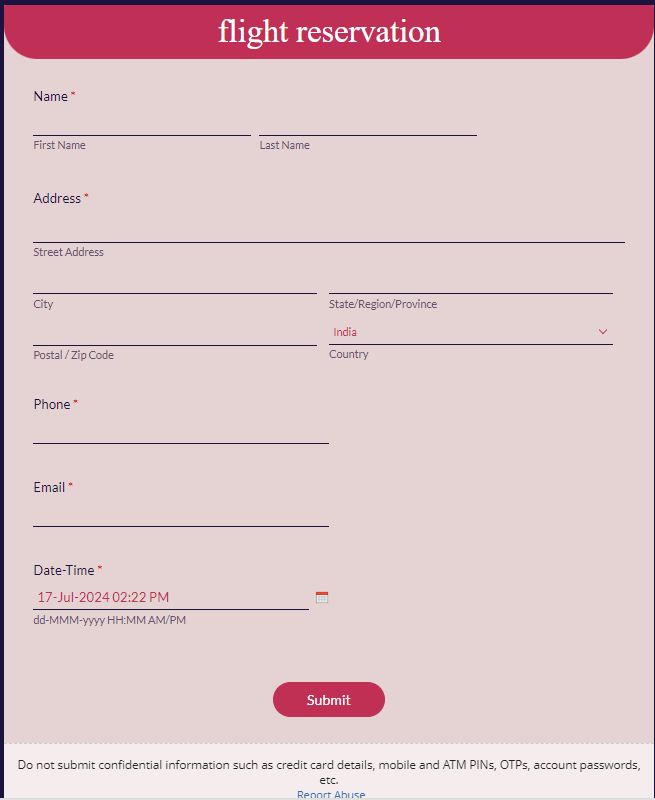 flight reservation
Name *
First Name Last Name
Address *
Street Address
City State/Region/Province
India
Postal / Zip Code Country
Phone *
Email *
Date-Time *
17-Jul-2024 02:22 PM
dd-MMM-yyyy HH:MM AM/PM
Submit
Do not submit confidential information such as credit card details, mobile and ATM PINs, OTPs, account passwords,
etc.
Report Abuse